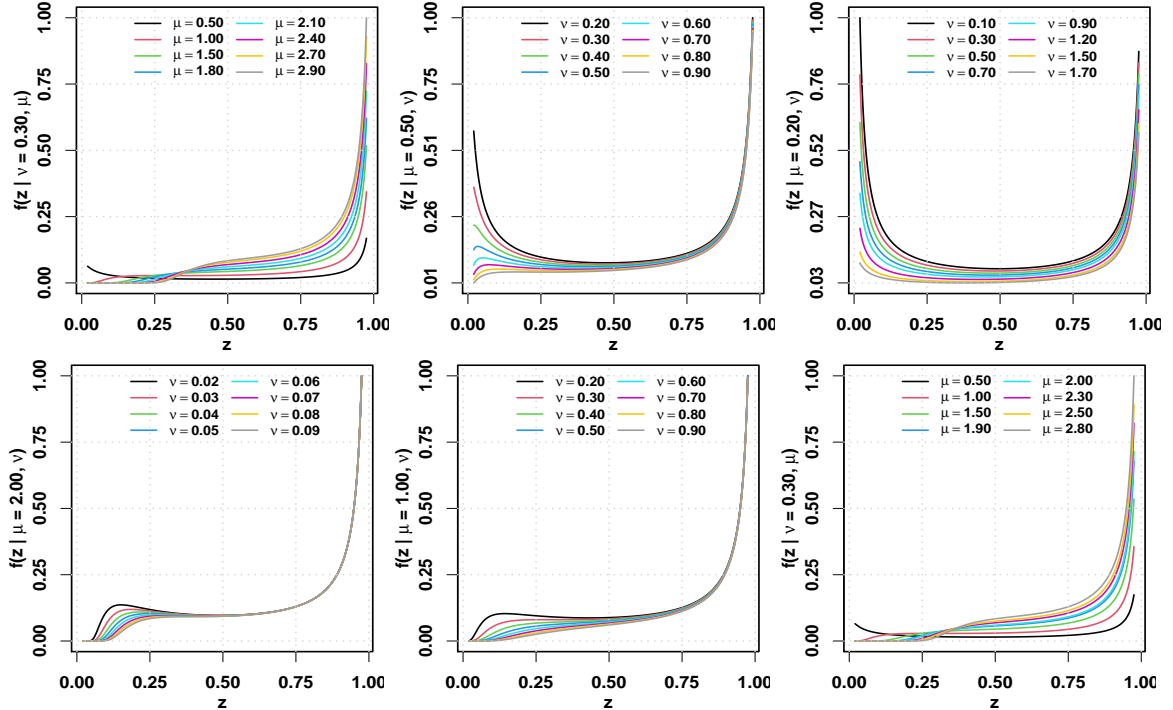 f(z | ν = 0.30, μ)
1.00
0.75
0.50
0.25
0.00
μ = 0.50 μ = 2.10
μ = 1.00 μ = 2.40
μ = 1.50 μ = 2.70
μ = 1.80 μ = 2.90
0.00 0.25 0.50 0.75 1.00
z
f(z | μ = 0.50, ν)
1.00
0.75
0.51
0.26
0.01
ν = 0.20 ν = 0.60
ν = 0.30 ν = 0.70
ν = 0.40 ν = 0.80
ν = 0.50 ν = 0.90
0.00 0.25 0.50 0.75 1.00
z
f(z | μ = 0.20, ν)
1.00
0.76
0.52
0.27
0.03
ν = 0.10 ν = 0.90
ν = 0.30 ν = 1.20
ν = 0.50 ν = 1.50
ν = 0.70 ν = 1.70
0.00 0.25 0.50 0.75 1.00
z
f(z | μ = 2.00, ν)
1.00
0.75
0.50
0.25
0.00
ν = 0.02 ν = 0.06
ν = 0.03 ν = 0.07
ν = 0.04 ν = 0.08
ν = 0.05 ν = 0.09
0.00 0.25 0.50 0.75 1.00
z
f(z | μ = 1.00, ν)
1.00
0.75
0.50
0.25
0.00
ν = 0.20 ν = 0.60
ν = 0.30 ν = 0.70
ν = 0.40 ν = 0.80
ν = 0.50 ν = 0.90
0.00 0.25 0.50 0.75 1.00
z
f(z | ν = 0.30, μ)
1.00
0.75
0.50
0.25
0.00
μ = 0.50 μ = 2.00
μ = 1.00 μ = 2.30
μ = 1.50 μ = 2.50
μ = 1.90 μ = 2.80
0.00 0.25 0.50 0.75 1.00
z